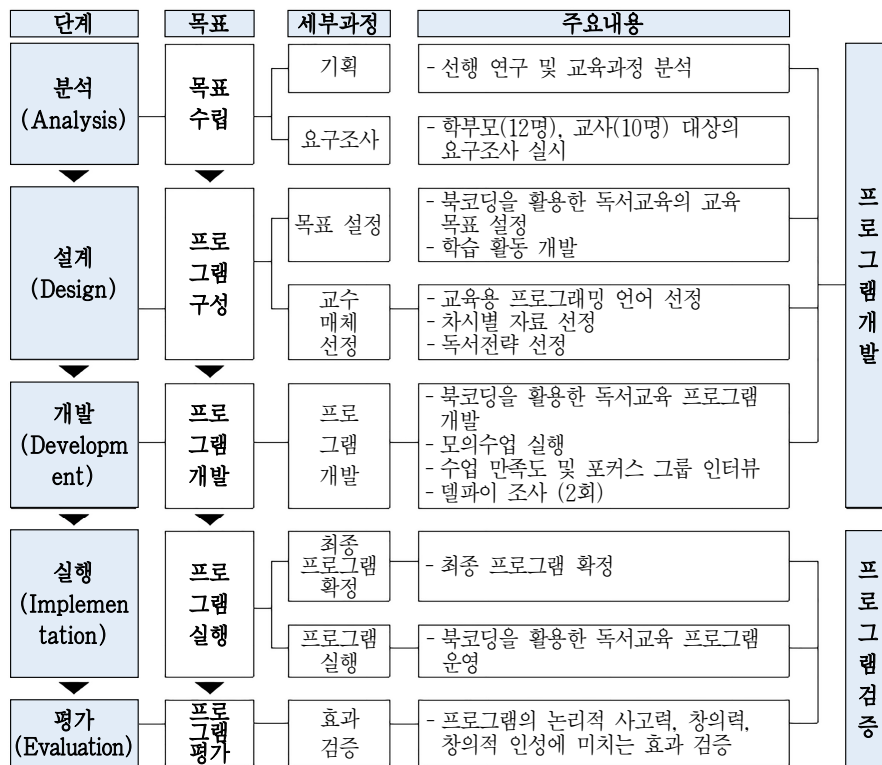 단계 목표 세부과정 주요내용
분석
(Analysis)
목표
수립
기획
- 선행 연구 및 교육과정 분석
요구조사
- 학부모(12명), 교사(10명) 대상의
요구조사 실시
설계
(Design)
프로
그램
구성
목표 설정
- 북코딩을 활용한 독서교육의 교육
목표 설정
- 학습 활동 개발
교수
매체
선정
- 교육용 프로그래밍 언어 선정
- 차시별 자료 선정
- 독서전략 선정
개발
(Developm
ent)
프로
그램
개발
프로
그램
개발
- 북코딩을 활용한 독서교육 프로그램
개발
- 모의수업 실행
- 수업 만족도 및 포커스 그룹 인터뷰
- 델파이 조사 (2회)
프
로
그
램
개
발
실행
(Implemen
tation)
프로
그램
실행
최종
프로그램
확정
- 최종 프로그램 확정
프로그램
실행
- 북코딩을 활용한 독서교육 프로그램
운영
평가
(Evaluation)
프로
그램
평가
효과
검증
- 프로그램의 논리적 사고력, 창의력,
창의적 인성에 미치는 효과 검증
프
로
그
램
검
증